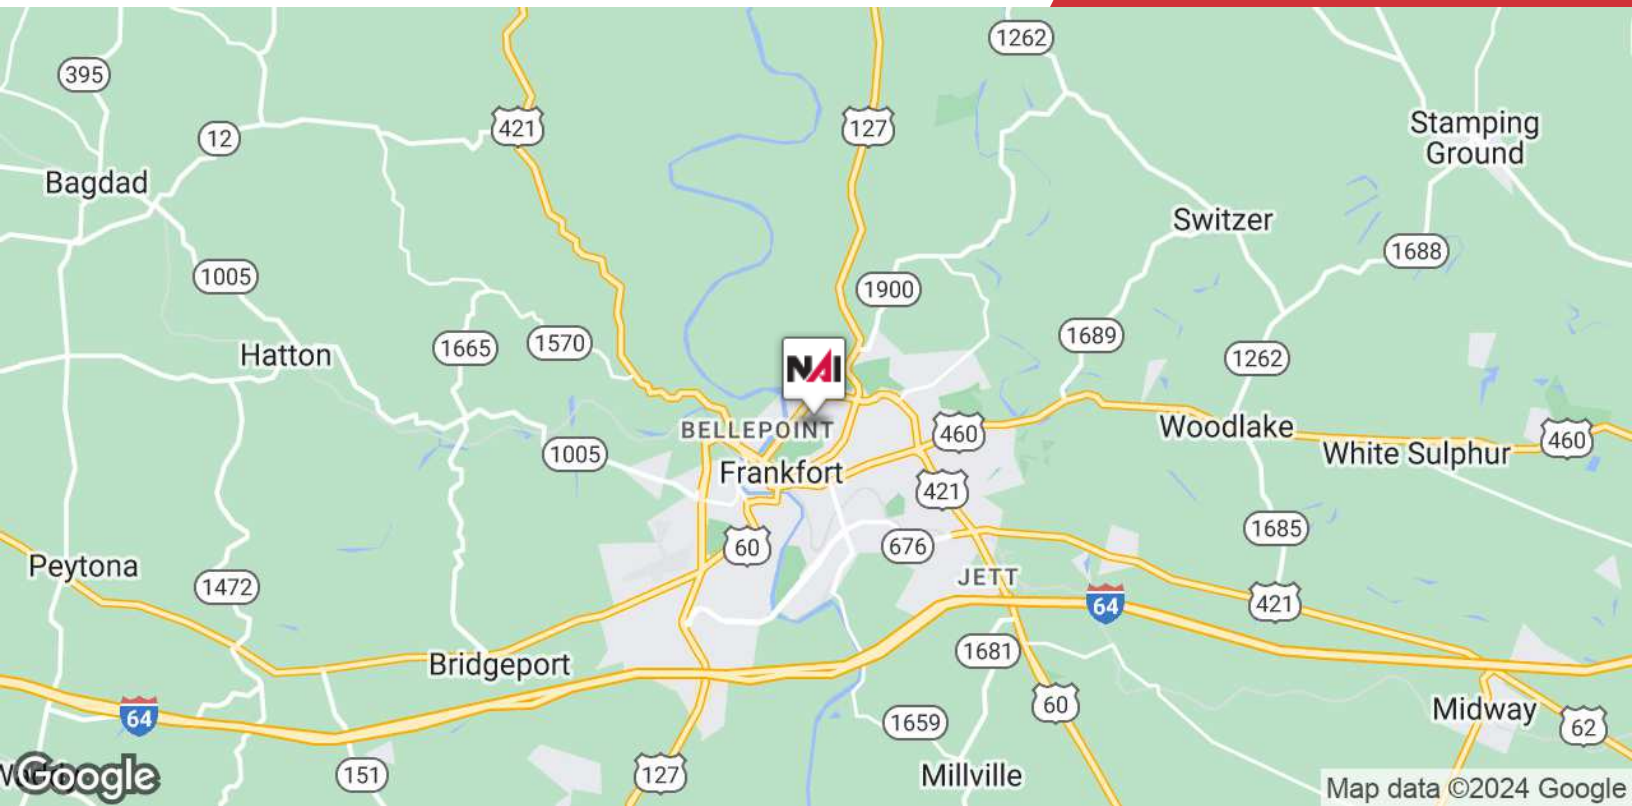 1262
395
Stamping
Ground
12
421
127
Bagdad
Switzer
1688
1005
1900
1689
1570
1665
Hatton
1262
NAI
BELLEPOINT
460
Woodlake
460
White Sulphur
1005
Frankfort
421
1685
60
676
Peytona
JETT
1472
64
421
1681
Bridgeport
60
Midway
64
1659
62
127
151
Millville
Google
Map data ©2024 Google